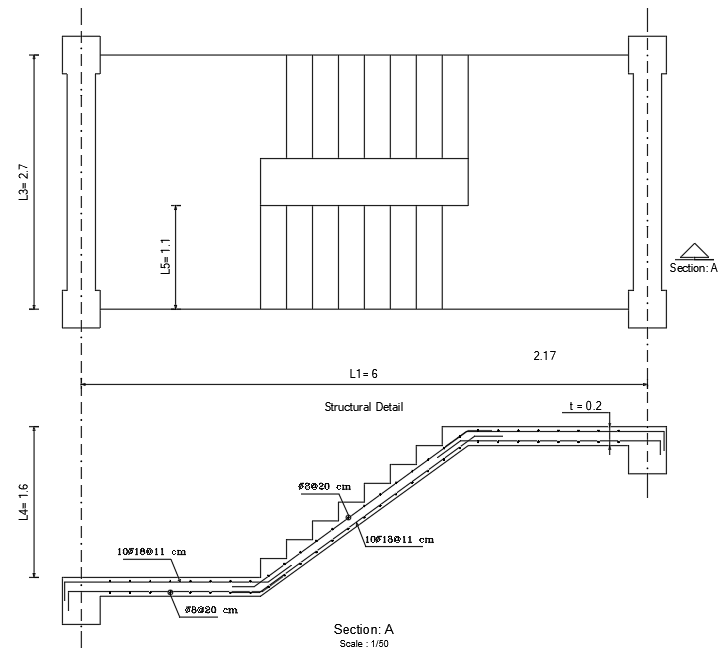 L3= 2.7
L5= 1.1
Section: A
2.17
L1= 6
Structural Detail
t = 0.2
L4= 1.6
Ø8@20 cm
10Ø18@11 cm
10Ø18@11 cm
Ø8@20 cm
Section: A
Scale : 1/50